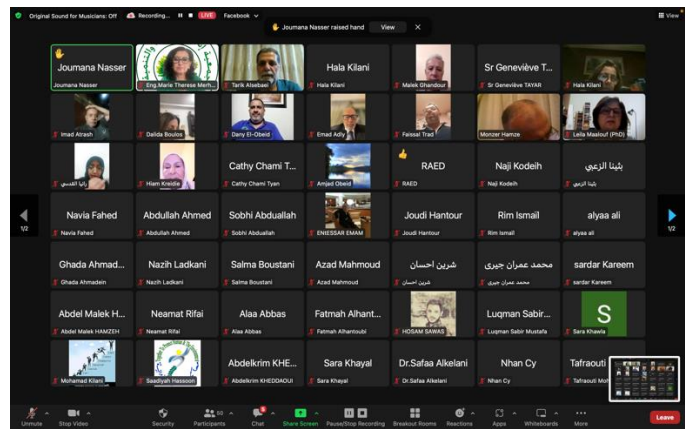 Original Sound for Musicians: Off
Recording...
LIVE
Facebook
View
Joumana Nasser raised hand
View
Joumana Nasser
Joumana Nasser
Eng.Marie Therese Merh...
Tarik Alsebaei
Hala Kilani
Hala Kilani
Malek Ghandour
Sr Geneviève T...
Sr Geneviève TAYAR
Hala Kilani
Imad Atrash
Dalida Boulos
Dany El-Obeid
Emad Adly
Faissal Trad
Monzer Hamze
Leila Maalouf (PhD)
رانيا القدسي
Hiam Kreidie
Cathy Chami T...
Cathy Chami Tyan
Amjad Obeid
RAED
RAED
Naji Kodeih
Naji Kodeih
بثينا الزعبي
بثينا الزعبي
Navia Fahed
Navia Fahed
Abdullah Ahmed
Abdullah Ahmed
Sobhi Abduallah
Sobhi Abduallah
ENIESSAR EMAM
Joudi Hantour
Joudi Hantour
Rim Ismail
Rim Ismail
alyaa ali
alyaa ali
1/2
1/2
Ghada Ahmad...
Ghada Ahmadein
Nazih Ladkani
Nazih Ladkani
Salma Boustani
Salma Boustani
Azad Mahmoud
Azad Mahmoud
شرين احسان
شرين احسان
محمد عمران جيرى
محمد عمران جيرى
sardar Kareem
sardar Kareem
Abdel Malek H...
Abdel Malek HAMZEH
Neamat Rifai
Neamat Rifai
Alaa Abbas
Alaa Abbas
Fatmah Alhant...
Fatmah Alhantoubi
HOSAM SAWAS
Luqman Sabir...
Luqman Sabir Mustafa
S
Sara Khawla
Mohamad Kilani
Saadiyah Hassoon
Abdelkrim KHE...
Abdelkrim KHEDDAOUI
Sara Khayal
Sara Khayal
Dr.Safaa Alkelani
Dr.Safaa Alkelani
Nhan Cy
Nhan Cy
Tafraouti
Tafraouti Moh
Unmute
Stop Video
Security
Participants
Chat
Share Screen
Pause/Stop Recording
Breakout Rooms
Reactions
Apps
Whiteboards
More
Leave